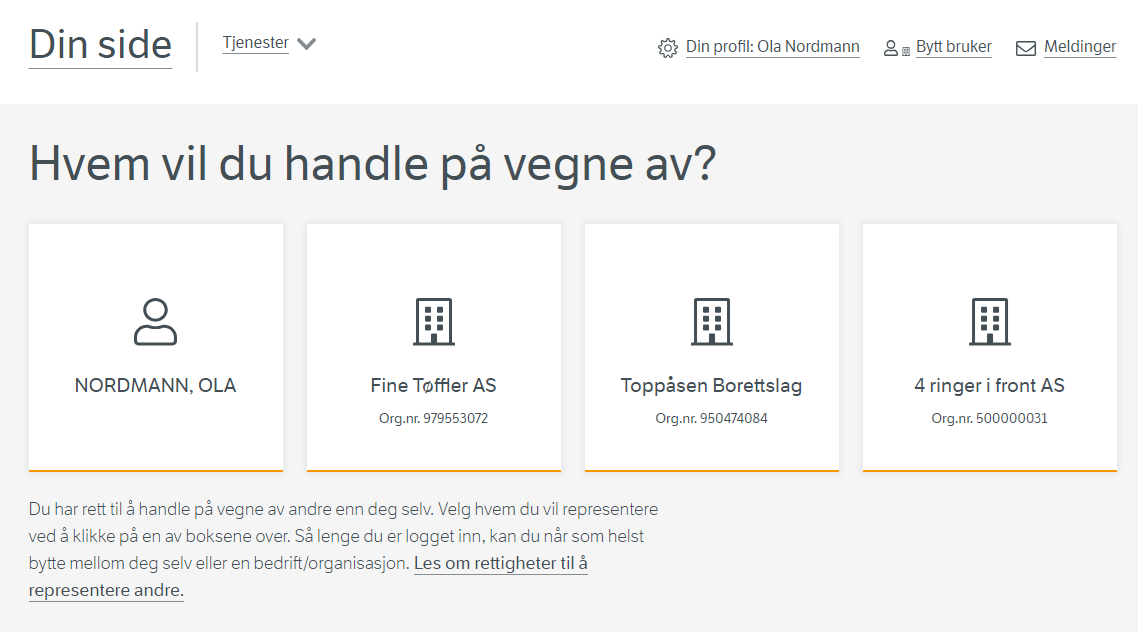 Din side
Tjenester
Din profil: Ola Nordmann
Bytt bruker
Meldinger
Hvem vil du handle på vegne av?
NORDMANN, OLA
Fine Tøffler AS
Org.nr. 979553072
Toppåsen Borettslag
Org.nr. 950474084
4 ringer i front AS
Org.nr. 500000031
Du har rett til å handle på vegne av andre enn deg selv. Velg hvem du vil representere
ved å klikke på en av boksene over. Så lenge du er logget inn, kan du når som helst
bytte mellom deg selv eller en bedrift/organisasjon. Les om rettigheter til å
representere andre.